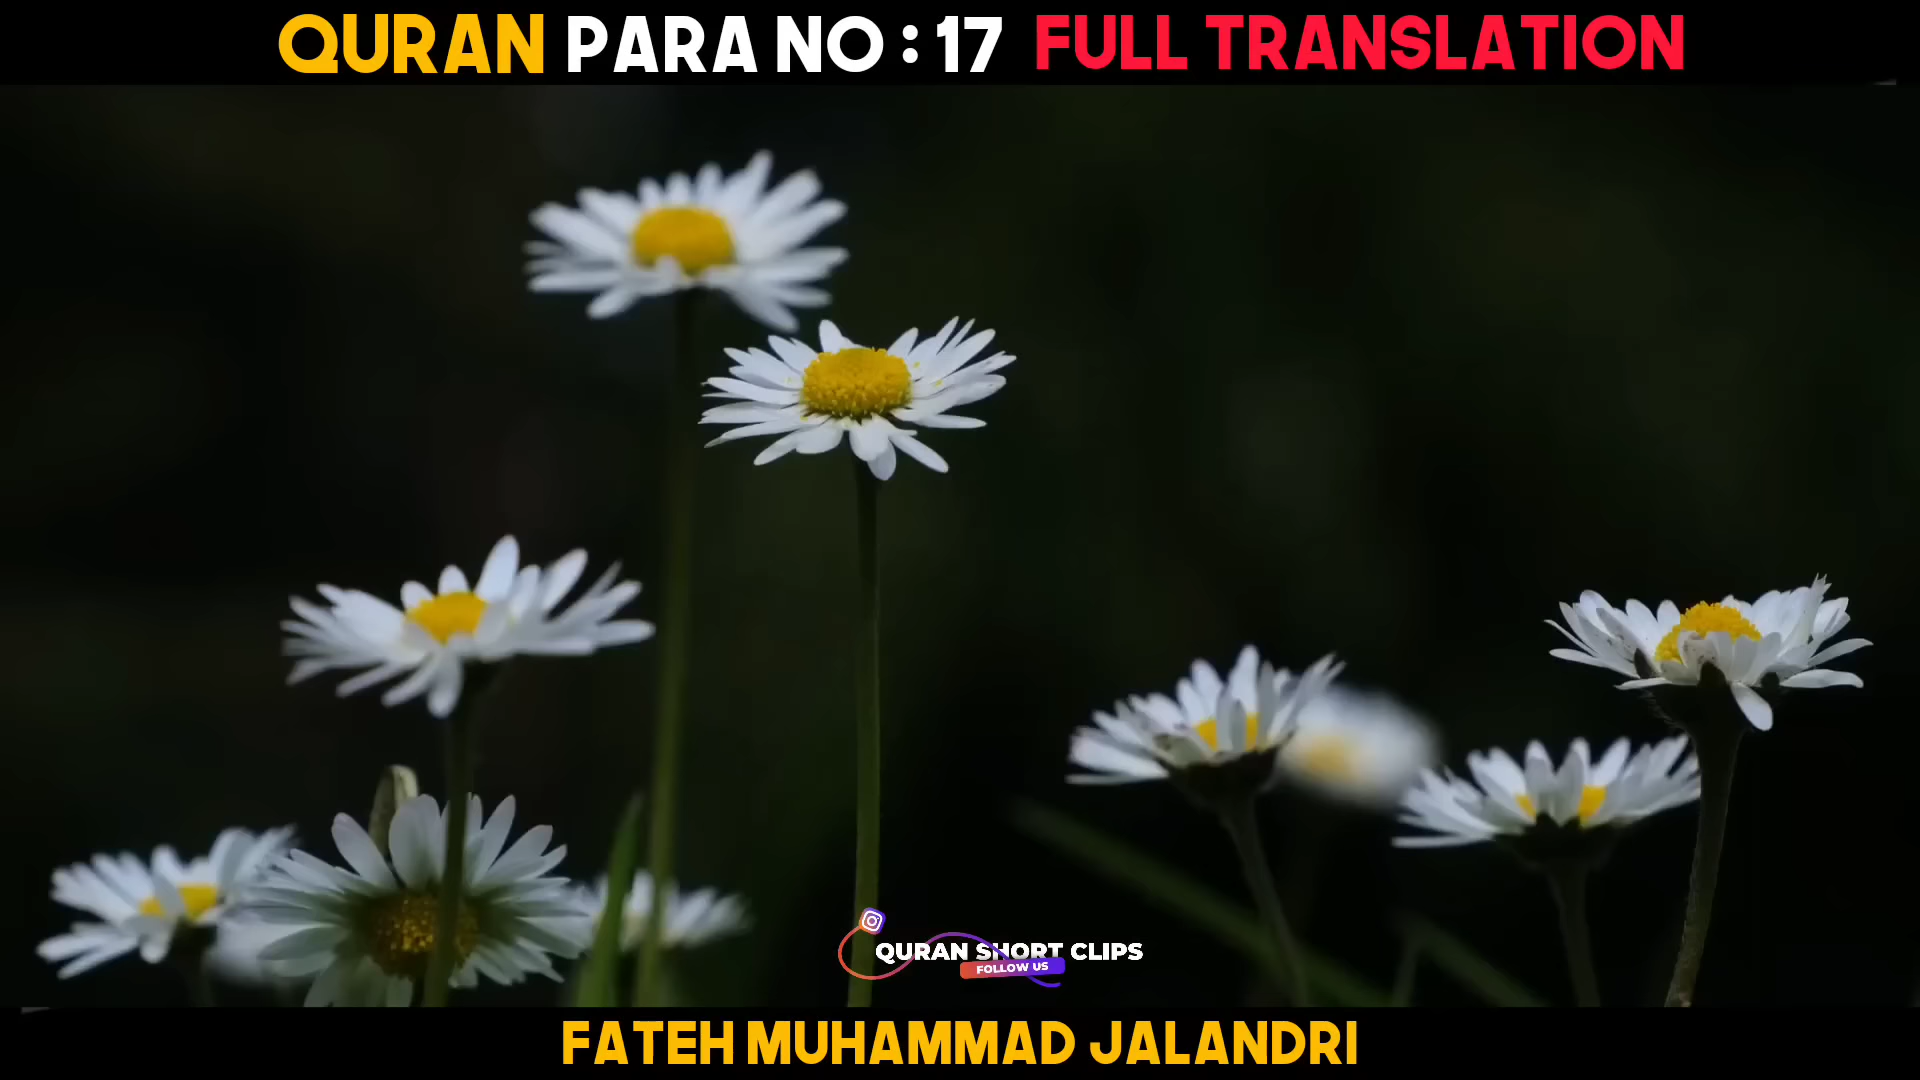 QURAN PARA NO : 17 FULL TRANSLATION
QURAN SHORT CLIPS
FOLLOW US
FATEH MUHAMMAD JALANDRI